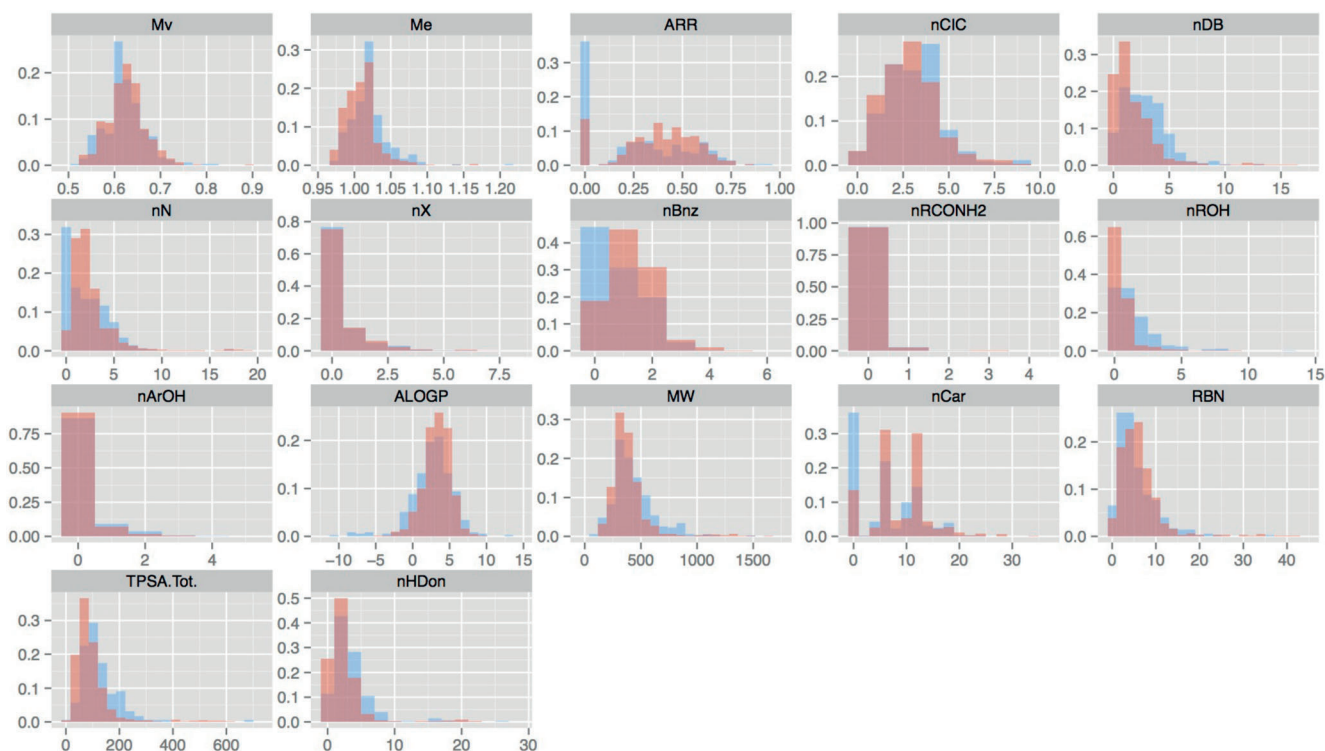 Mv Me ARR nCIC nDB
0.2 0.3 0.3 0.2 0.3
0.1 0.2 0.2 0.1 0.2
0.1 0.1 0.1
0.0 0.0 0.0 0.0 0.0
0.5 0.6 0.7 0.8 0.9 0.95 1.00 1.05 1.10 1.15 1.20 0.00 0.25 0.50 0.75 1.00 0.0 2.5 5.0 7.5 10.0 0 5 10 15
nN nX nBnz nRCONH2 nROH
0.3 0.8 0.4 1.00 0.6
0.2 0.6 0.3 0.75 0.4
0.1 0.4 0.2 0.50 0.2
0.2 0.1 0.25
0.0 0.0 0.0 0.00 0.0
0 5 10 15 20 0.0 2.5 5.0 7.5 0 2 4 6 0 1 2 3 4 0 5 10 15
nArOH ALOGP MW nCar RBN
0.75 0.2 0.3 0.3 0.2
0.50 0.1 0.2 0.2 0.1
0.25 0.1 0.1
0.00 0.0 0.0 0.0 0.0
0 2 4 −10 −5 0 5 10 15 0 500 1000 1500 0 10 20 30 0 10 20 30 40
TPSA.Tot. nHDon
0.3 0.5
0.2 0.4
0.1 0.3
0.2
0.1
0.0 0.0
0 200 400 600 0 10 20 30